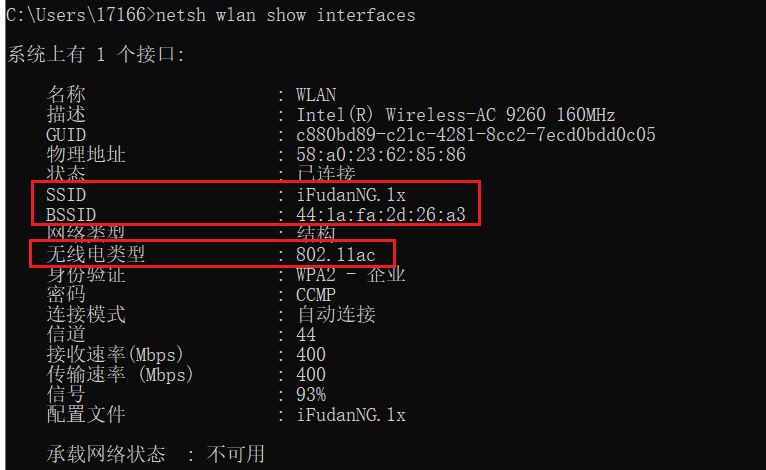 C:\Users\17166>netsh wlan show interfaces
系统上有 1 个接口:
名称 : WLAN
描述 : Intel(R) Wireless-AC 9260 160MHz
GUID : c880bd89-c21c-4281-8cc2-7ecd0bdd0c05
物理地址 : 58:a0:23:62:85:86
状态 : 已连接
SSID : iFudanNG.1x
BSSID : 44:1a:fa:2d:26:a3
网络类型 : 结构
无线电类型 : 802.11ac
身份验证 : WPA2 - 企业
密码 : CCMP
连接模式 : 自动连接
信道 : 44
接收速率(Mbps) : 400
传输速率 (Mbps) : 400
信号 : 93%
配置文件 : iFudanNG.1x
承载网络状态 : 不可用